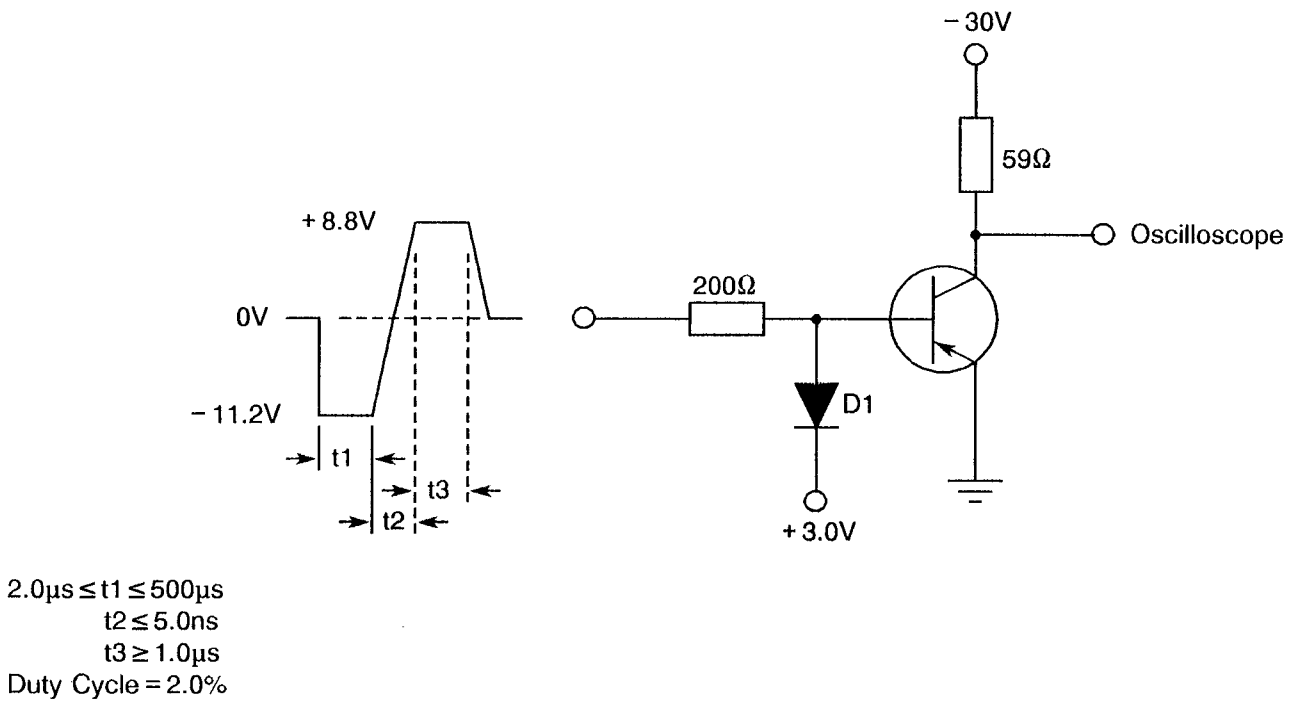 − 30V
59Ω
Oscilloscope
+ 8.8V
200Ω
0V
D1
− 11.2V
t1
t3
t2
+ 3.0V
2.0µs ≤ t1 ≤ 500µs
t2 ≤ 5.0ns
t3 ≥ 1.0µs
Duty Cycle = 2.0%